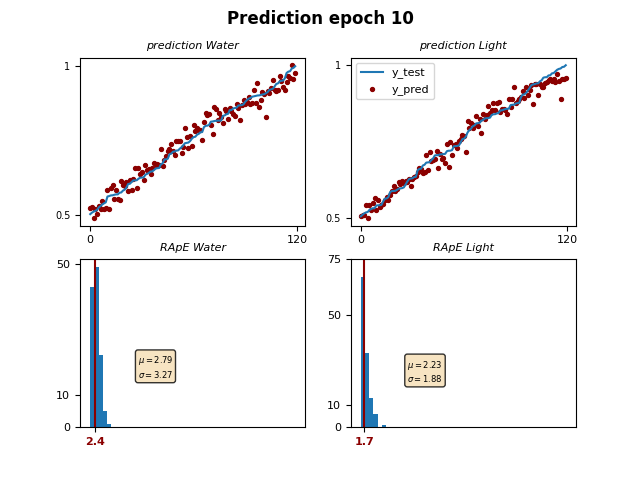 Prediction epoch 10
prediction Water
prediction Light
1
0.5
0
120
1
0.5
0
120
y_test
y_pred
RApE Water
RApE Light
50
10
0
μ = 2.79
σ = 3.27
2.4
75
50
10
0
μ = 2.23
σ = 1.88
1.7